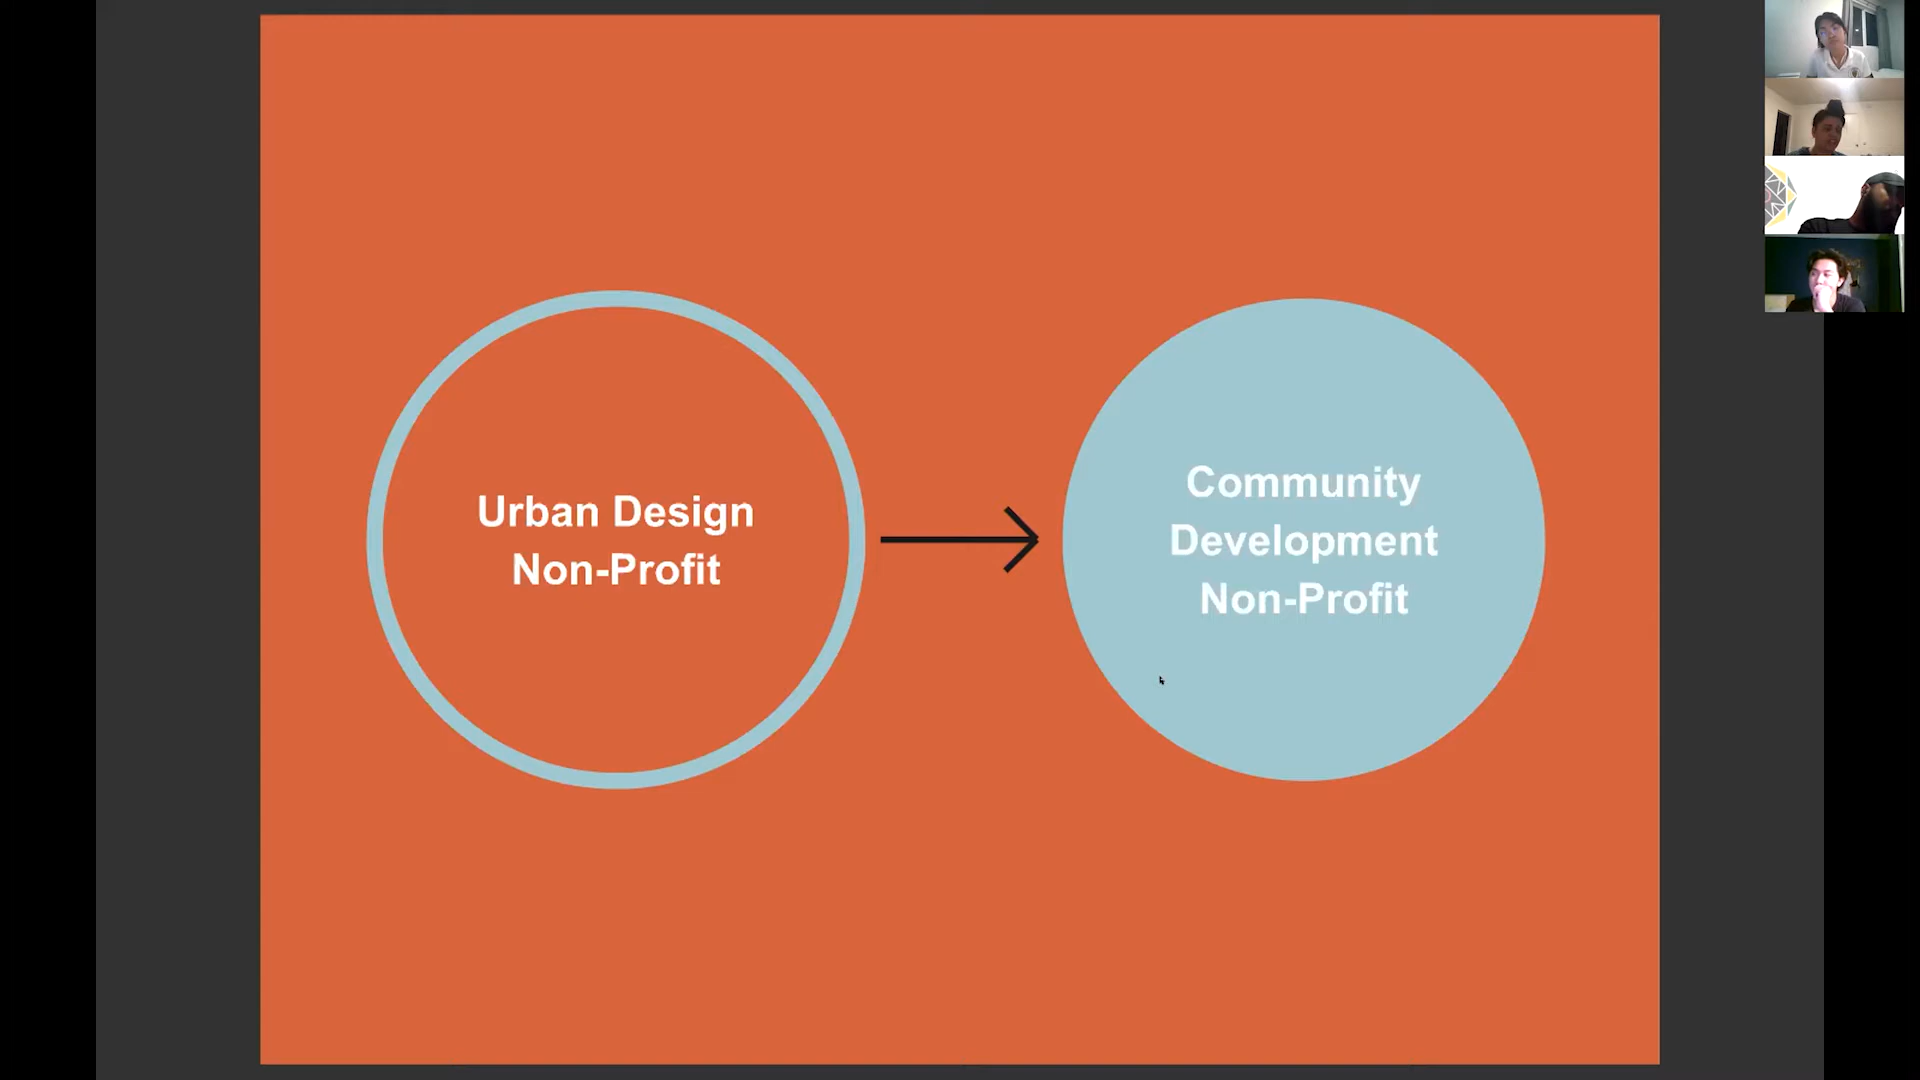 Urban Design
Non-Profit
Community
Development
Non-Profit